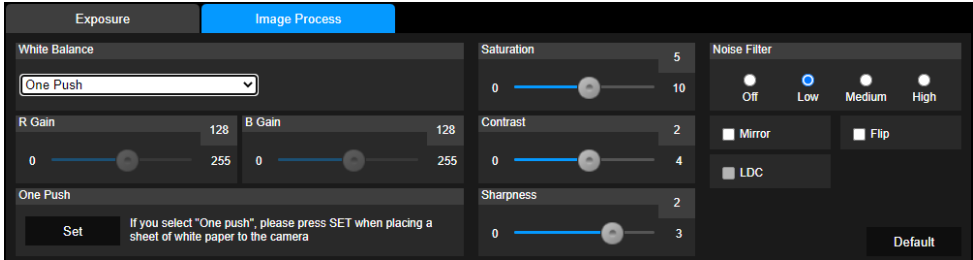 Exposure
Image Process
White Balance
One Push
R Gain
128
0
255
B Gain
128
0
255
One Push
Set
If you select "One push", please press SET when placing a
sheet of white paper to the camera
Saturation
5
0
10
Contrast
2
0
4
Sharpness
2
0
3
Noise Filter
Off
Low
Medium
High
Mirror
Flip
LDC
Default